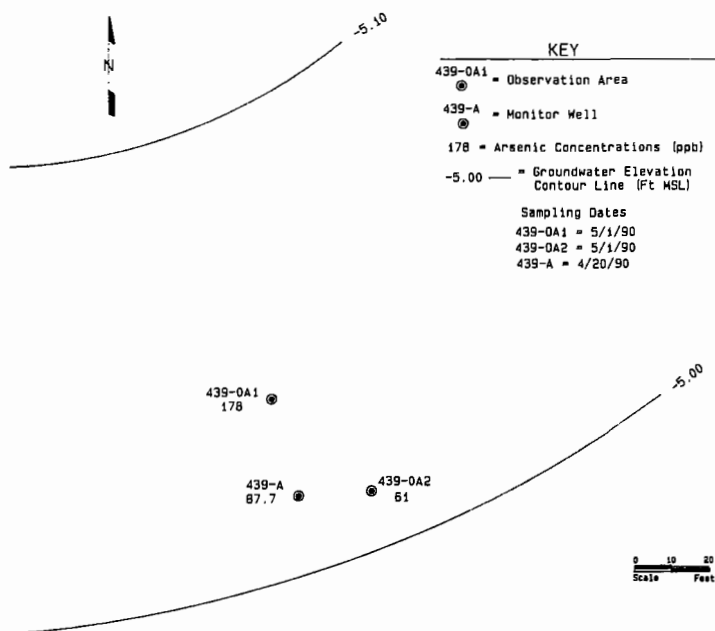 -5.10
N
KEY
439-OA1
= Observation Area
439-A
= Monitor Well
178 = Arsenic Concentrations (ppb)
-5.00 — = Groundwater Elevation
Contour Line (Ft MSL)
Sampling Dates
439-OA1 = 5/1/90
439-OA2 = 5/1/90
439-A = 4/20/90
-5.00
439-OA1
178
439-A
87.7
439-OA2
61
0 10 20
Scale Feet